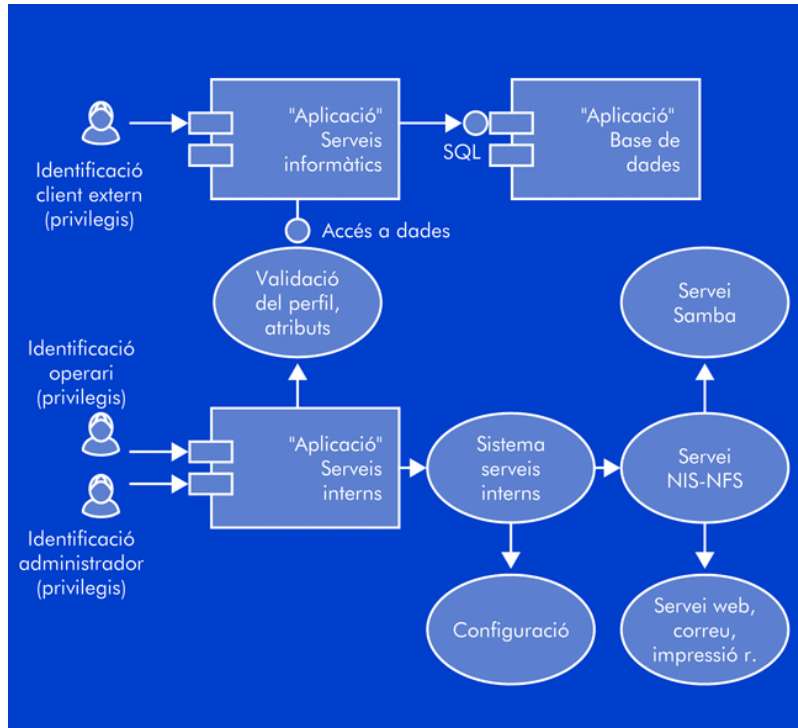 "Aplicació"
Serveis
informàtics
"Aplicació"
Base de
dades
SQL
Identificació
client extern
(privilegis)
Accés a dades
Validació
del perfil,
atributs
Servei
Samba
Identificació
operari
(privilegis)
"Aplicació"
Serveis
interns
Sistema
serveis
interns
Servei
NIS-NFS
Identificació
administrador
(privilegis)
Configuració
Servei web,
correu,
impressió r.